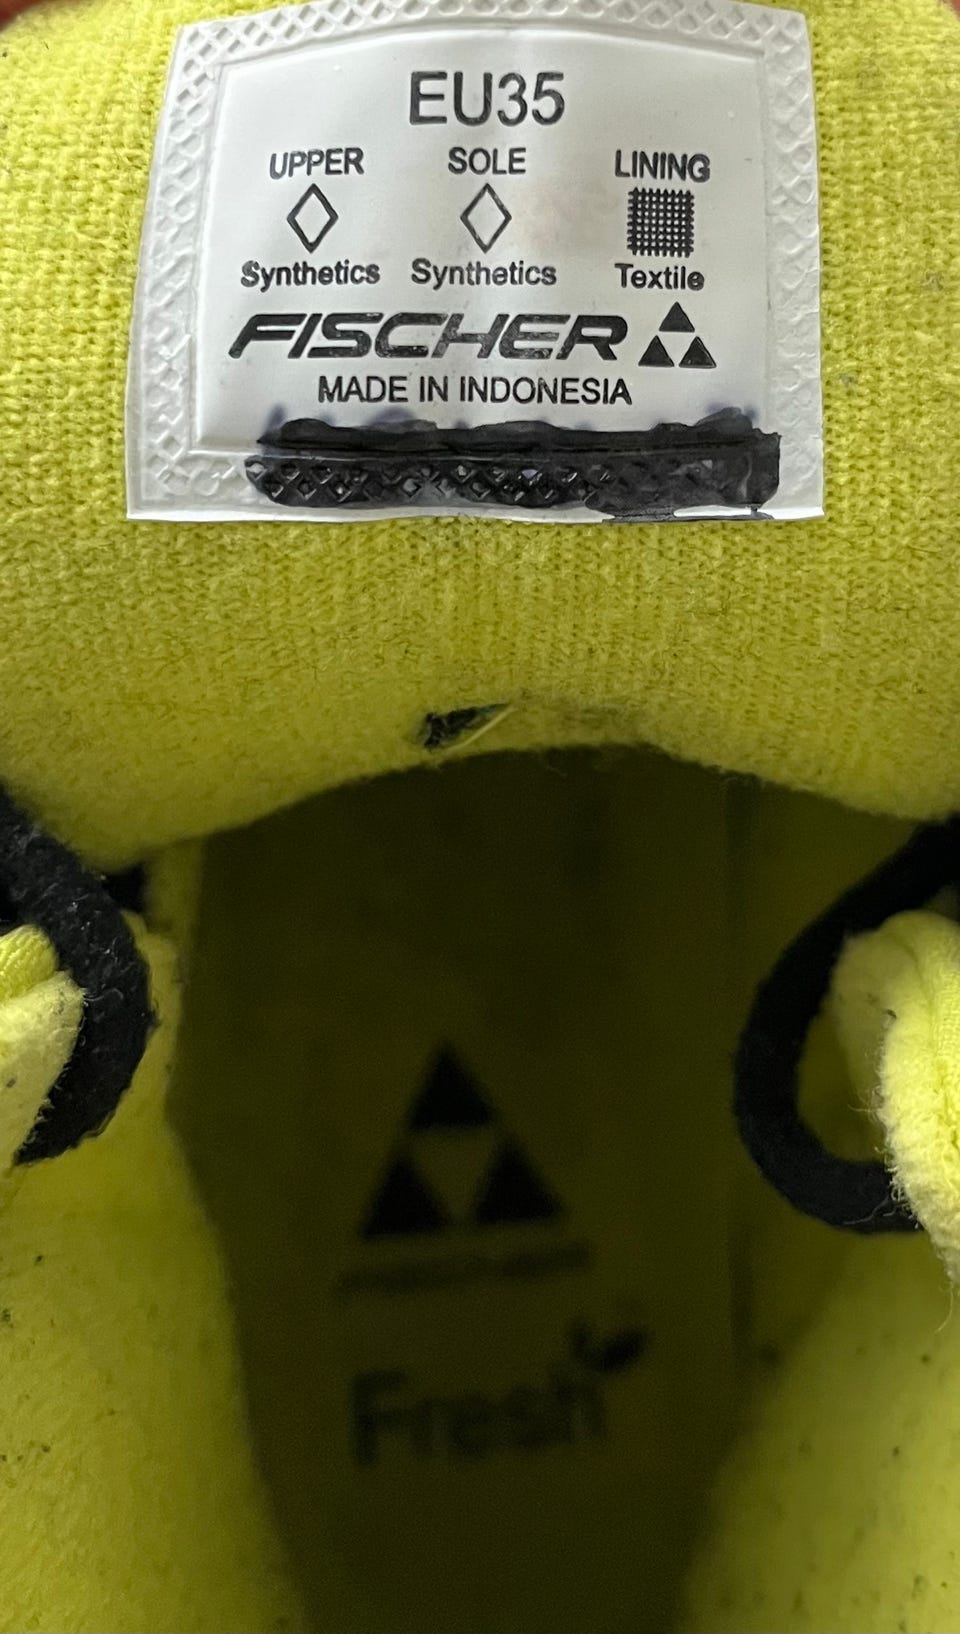 EU35
UPPER SOLE LINING
Synthetics Synthetics Textile
FISCHER
MADE IN INDONESIA
Fresh